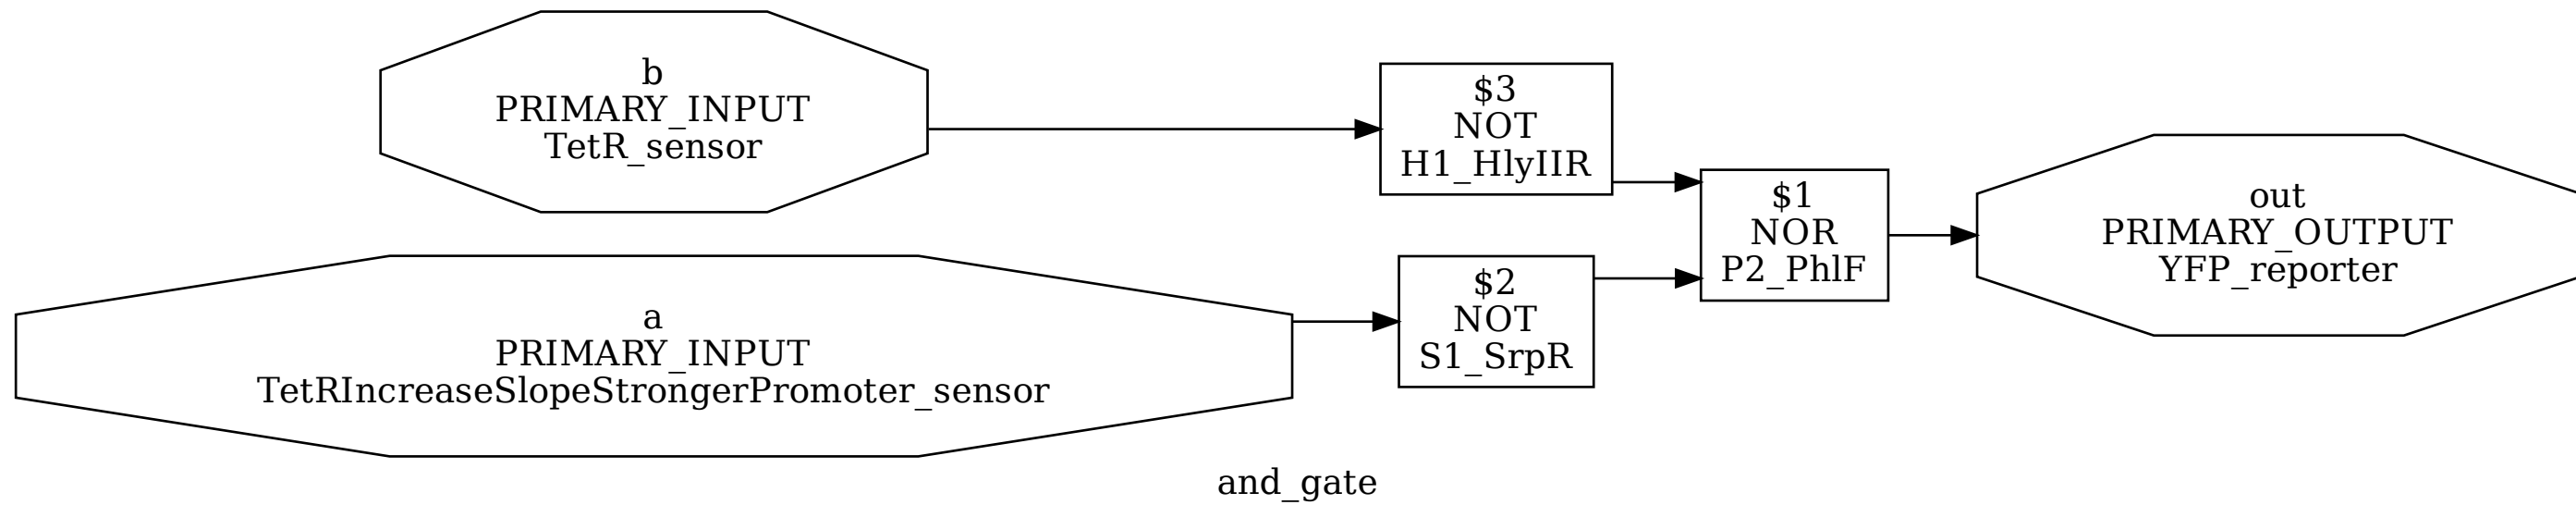 b
PRIMARY_INPUT
TetR_sensor
$3
NOT
H1_HlyIIR
a
PRIMARY_INPUT
TetRIncreaseSlopeStrongerPromoter_sensor
$2
NOT
S1_SrpR
$1
NOR
P2_PhlF
out
PRIMARY_OUTPUT
YFP_reporter
and_gate